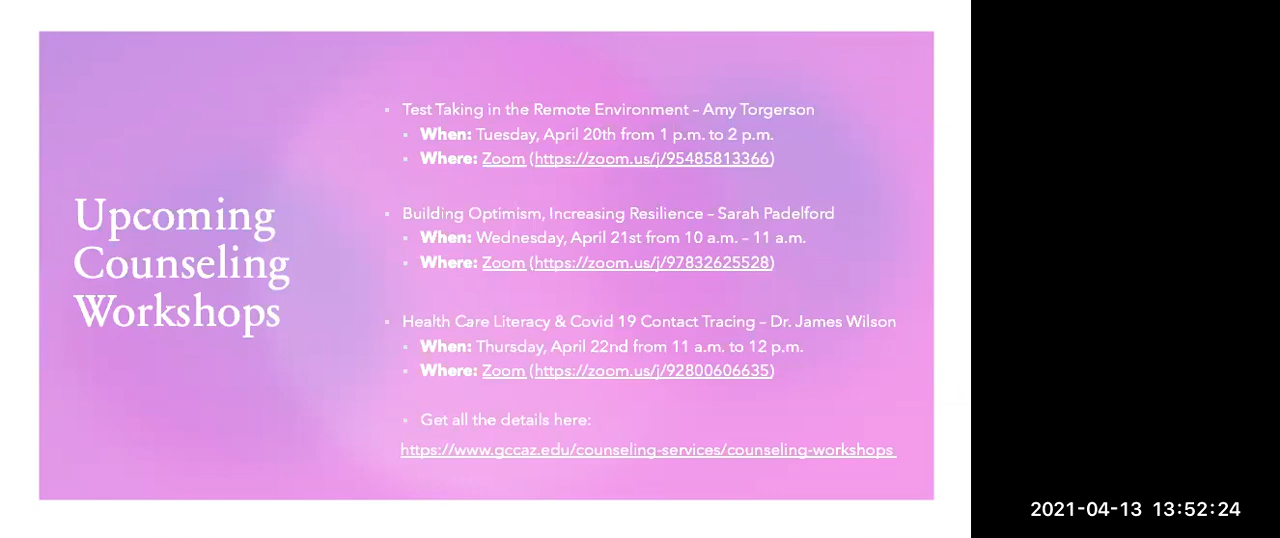 Upcoming
Counseling
Workshops
Test Taking in the Remote Environment – Amy Torgerson
When: Tuesday, April 20th from 1 p.m. to 2 p.m.
Where: Zoom (https://zoom.us/j/95485813366)
Building Optimism, Increasing Resilience – Sarah Padelford
When: Wednesday, April 21st from 10 a.m. – 11 a.m.
Where: Zoom (https://zoom.us/j/97832625528)
Health Care Literacy & Covid 19 Contact Tracing – Dr. James Wilson
When: Thursday, April 22nd from 11 a.m. to 12 p.m.
Where: Zoom (https://zoom.us/j/92800606635)
Get all the details here:
https://www.gccaz.edu/counseling-services/counseling-workshops
2021-04-13 13:52:24